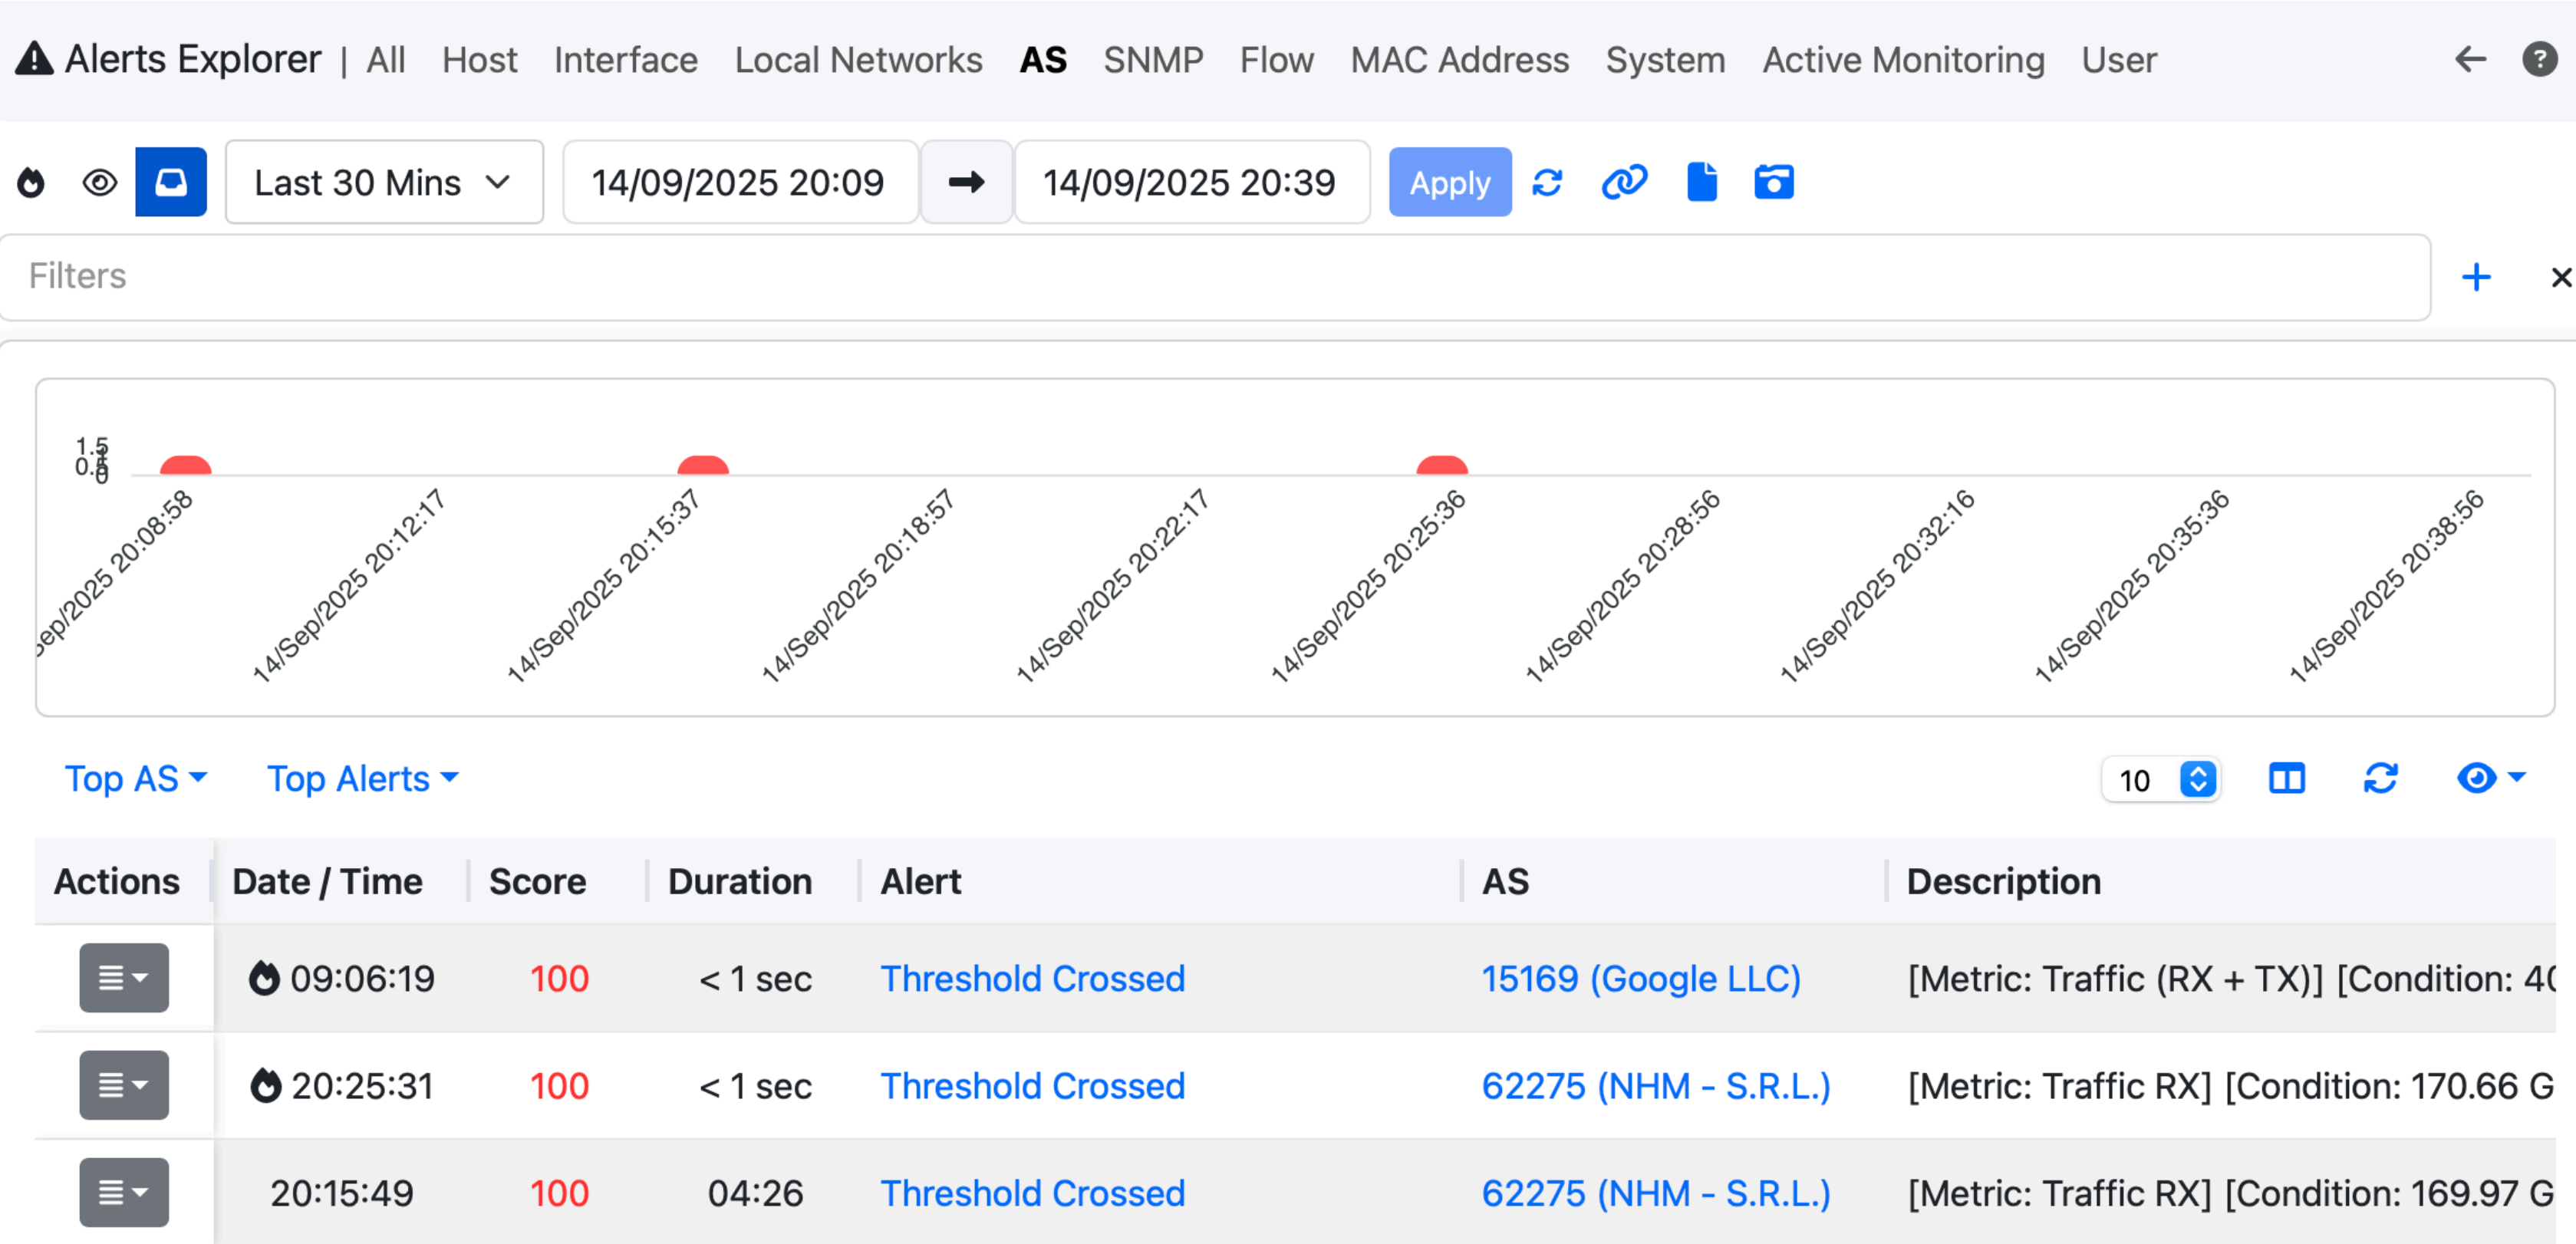 Alerts Explorer | All Host Interface Local Networks AS SNMP Flow MAC Address System Active Monitoring User
Last 30 Mins 14/09/2025 20:09 14/09/2025 20:39 Apply
Filters
1.5
1
0.5
0
Sep/2025 20:08:58 14/Sep/2025 20:12:17 14/Sep/2025 20:15:37 14/Sep/2025 20:18:57 14/Sep/2025 20:22:17 14/Sep/2025 20:25:36 14/Sep/2025 20:28:56 14/Sep/2025 20:32:16 14/Sep/2025 20:35:36 14/Sep/2025 20:38:56
Top AS Top Alerts 10
Actions Date / Time Score Duration Alert AS Description
09:06:19 100 < 1 sec Threshold Crossed 15169 (Google LLC) [Metric: Traffic (RX + TX)] [Condition: 40
20:25:31 100 < 1 sec Threshold Crossed 62275 (NHM - S.R.L.) [Metric: Traffic RX] [Condition: 170.66 G
20:15:49 100 04:26 Threshold Crossed 62275 (NHM - S.R.L.) [Metric: Traffic RX] [Condition: 169.97 G